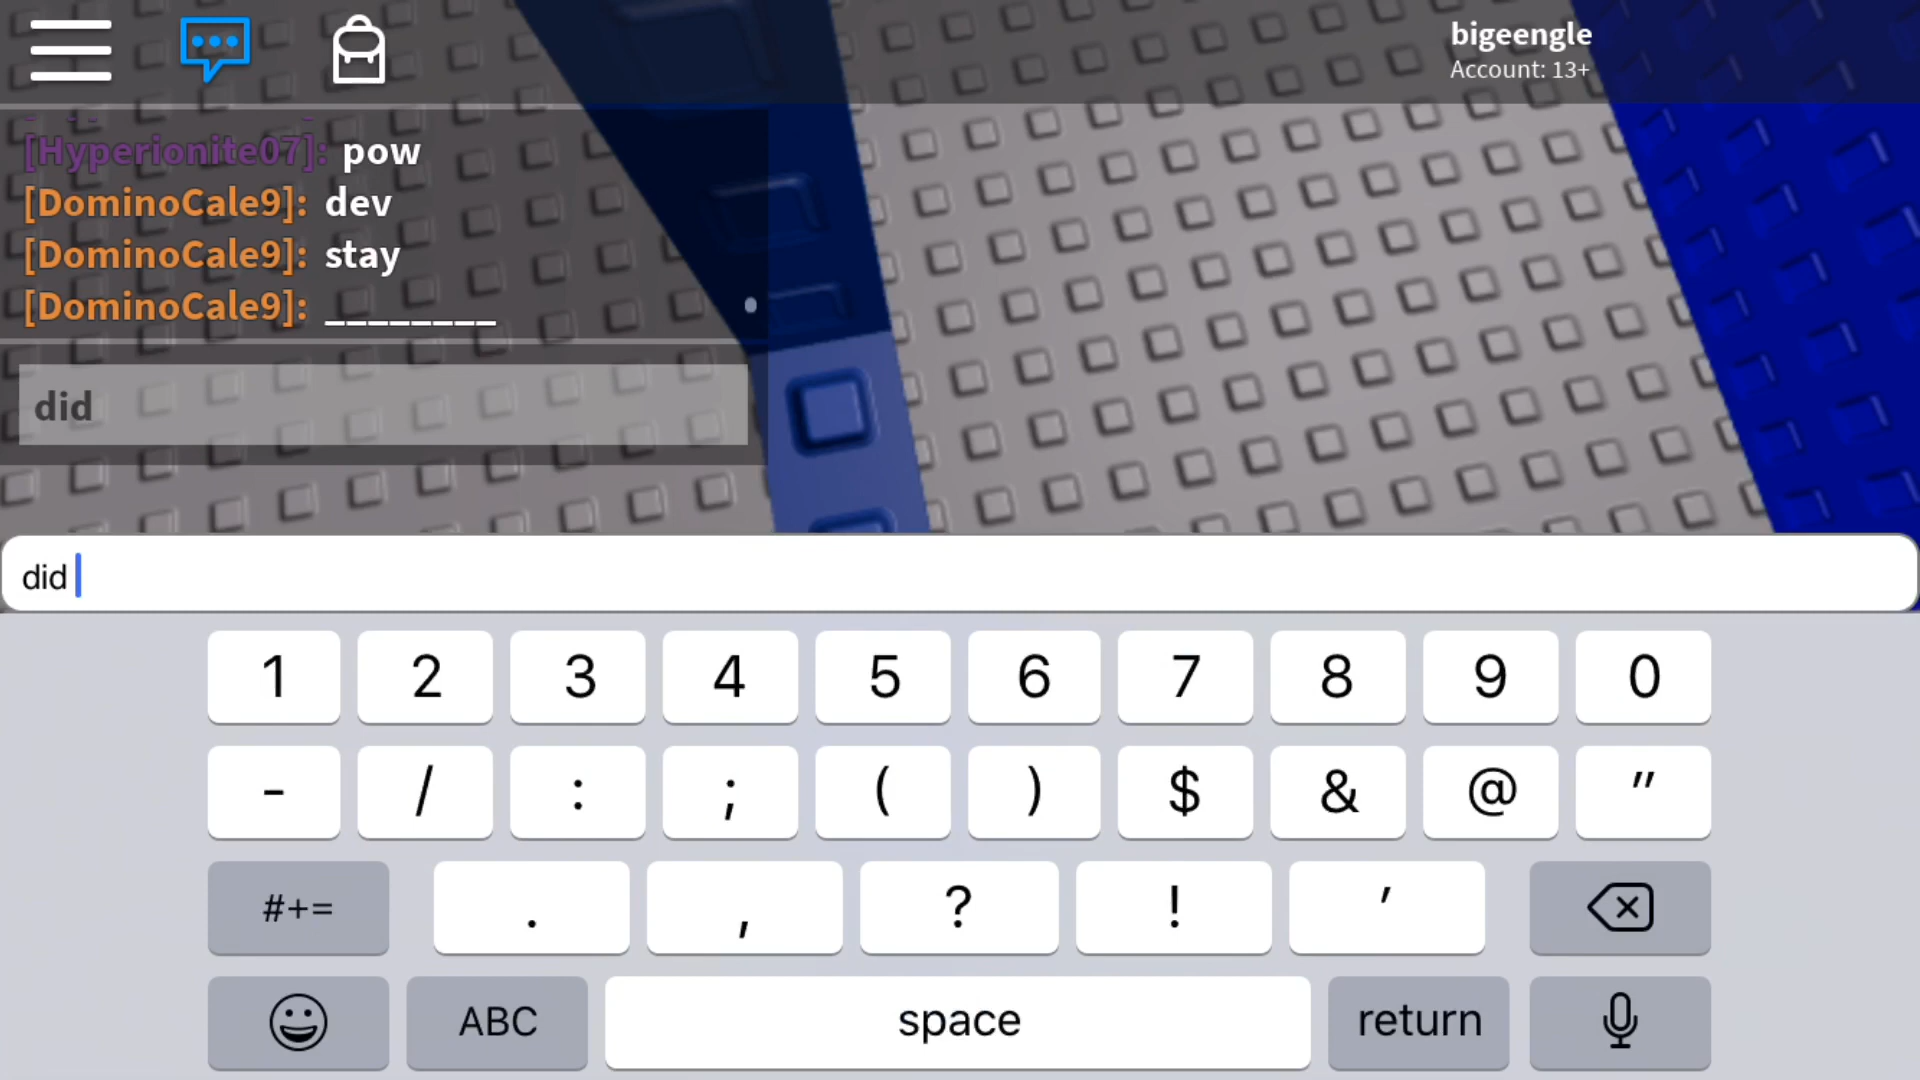 bigeengle
Account: 13+
[Hyperionite07]: pow
[DominoCale9]: dev
[DominoCale9]: stay
[DominoCale9]: ________
did
did
1 2 3 4 5 6 7 8 9 0
- / : ; ( ) $ & @ "
#+= . , ? ! '
ABC space return